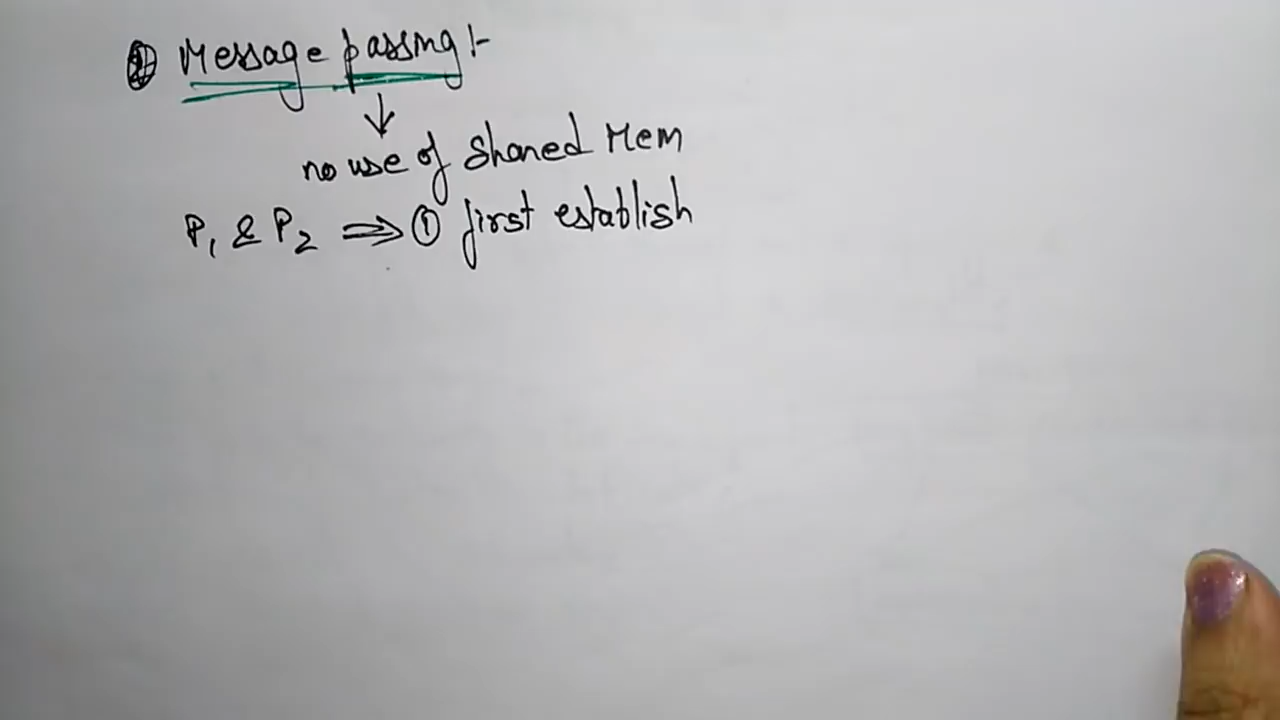 ② Message passing :-
↓
no use of Shared Mem
P₁ & P₂ ⇒ ① first establish